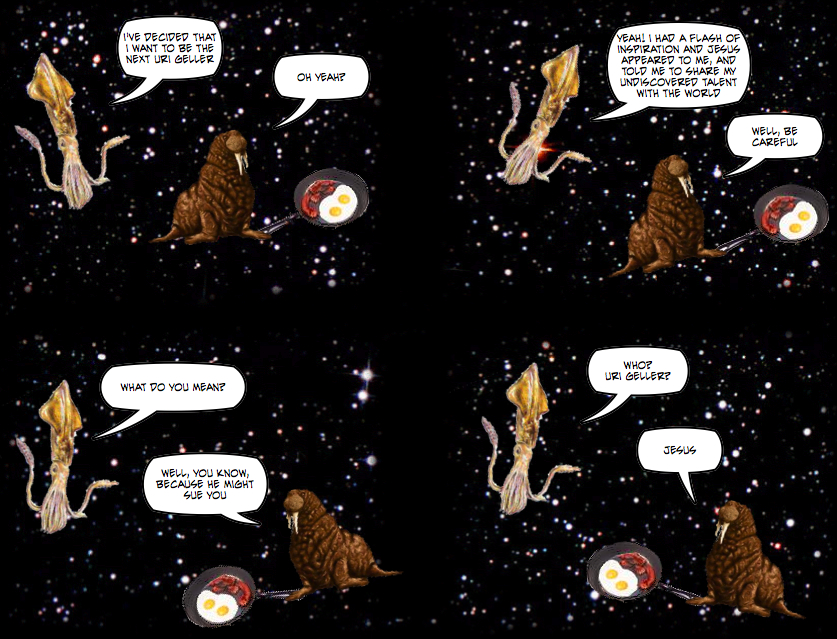 I'VE DECIDED THAT
I WANT TO BE THE
NEXT URI GELLER
OH YEAH?
YEAH! I HAD A FLASH OF
INSPIRATION AND JESUS
APPEARED TO ME, AND
TOLD ME TO SHARE MY
UNDISCOVERED TALENT
WITH THE WORLD
WELL, BE
CAREFUL
WHAT DO YOU MEAN?
WELL, YOU KNOW,
BECAUSE HE MIGHT
SUE YOU
WHO?
URI GELLER?
JESUS